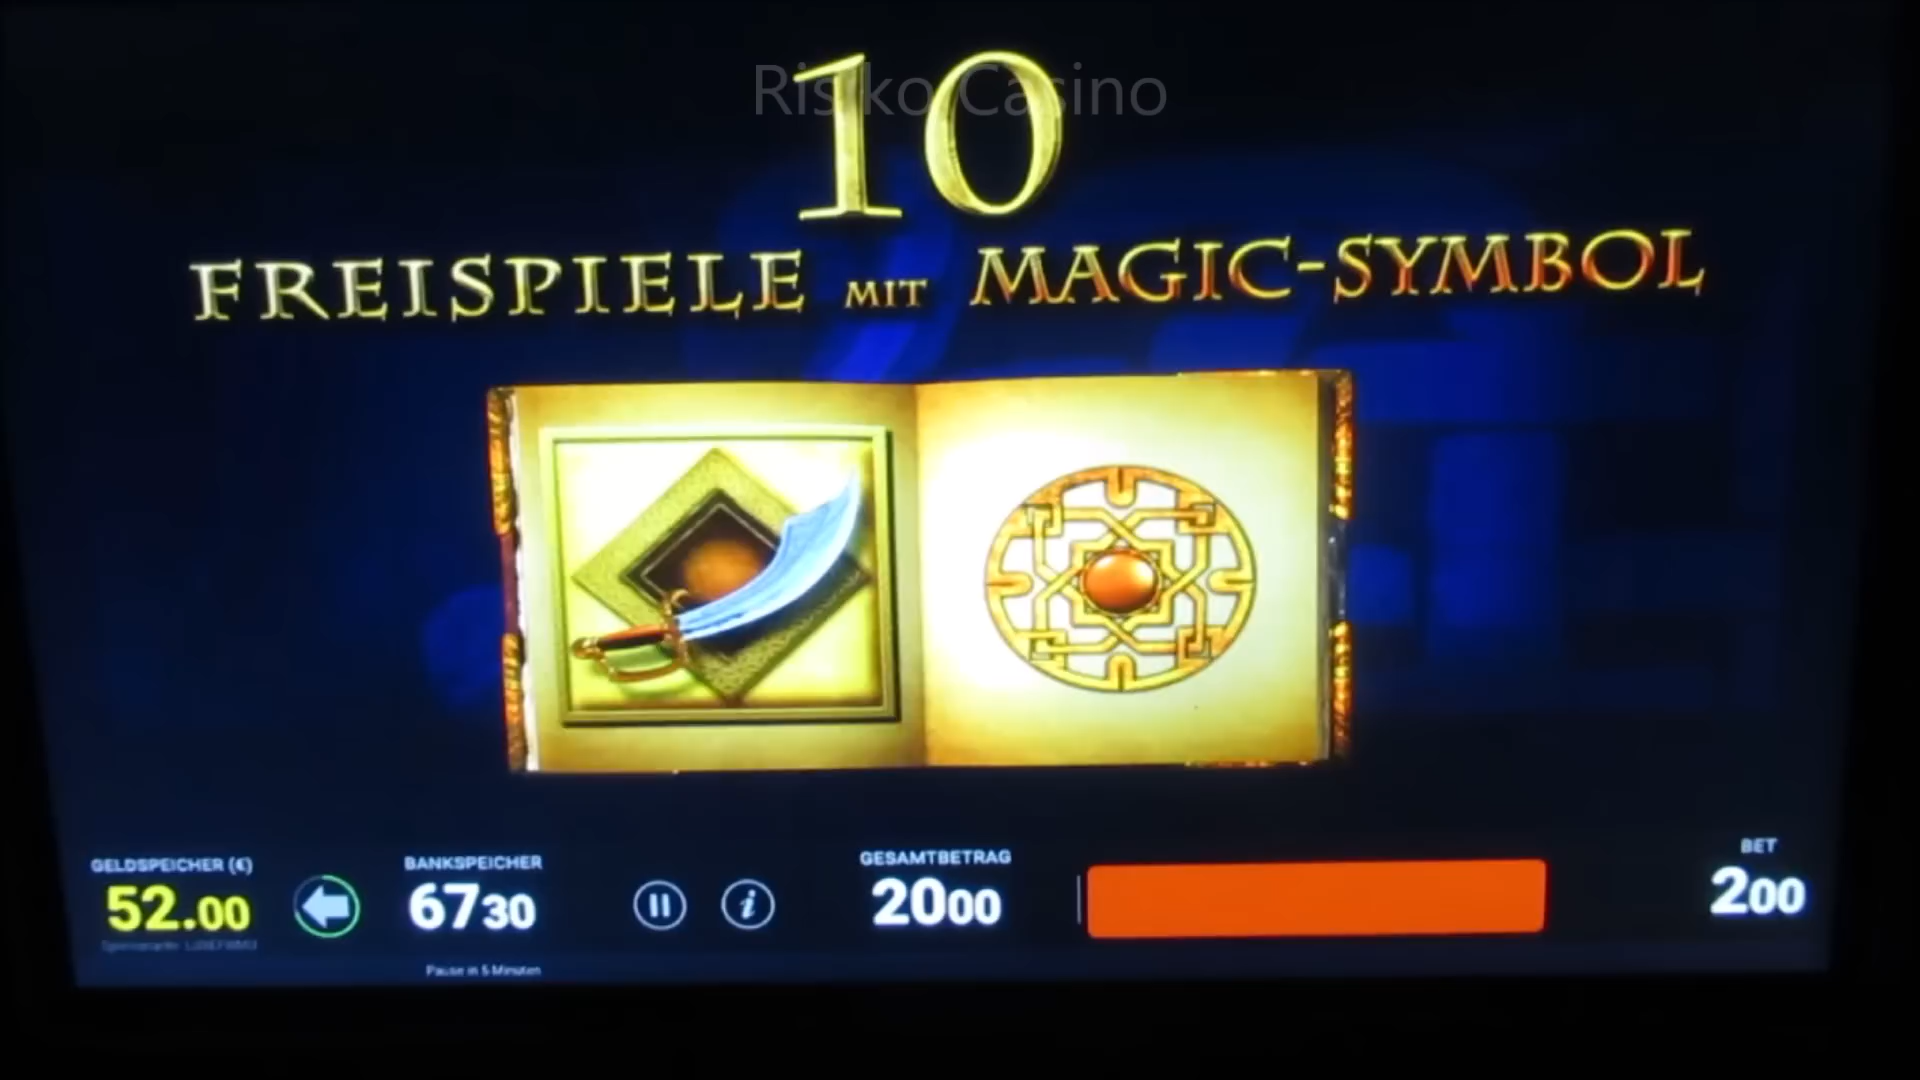 Risiko Casino
10
FREISPIELE MIT MAGIC-SYMBOL
GELDSPEICHER (€)
52.00
BANKSPEICHER
6730
GESAMTBETRAG
2000
BET
200
Pause in 5 Minuten